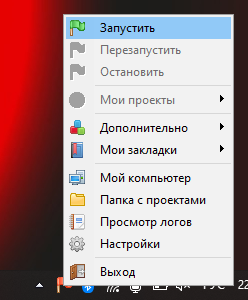 Запустить
Перезапустить
Остановить
Мои проекты
Дополнительно
Мои закладки
Мой компьютер
Папка с проектами
Просмотр логов
Настройки
Выход